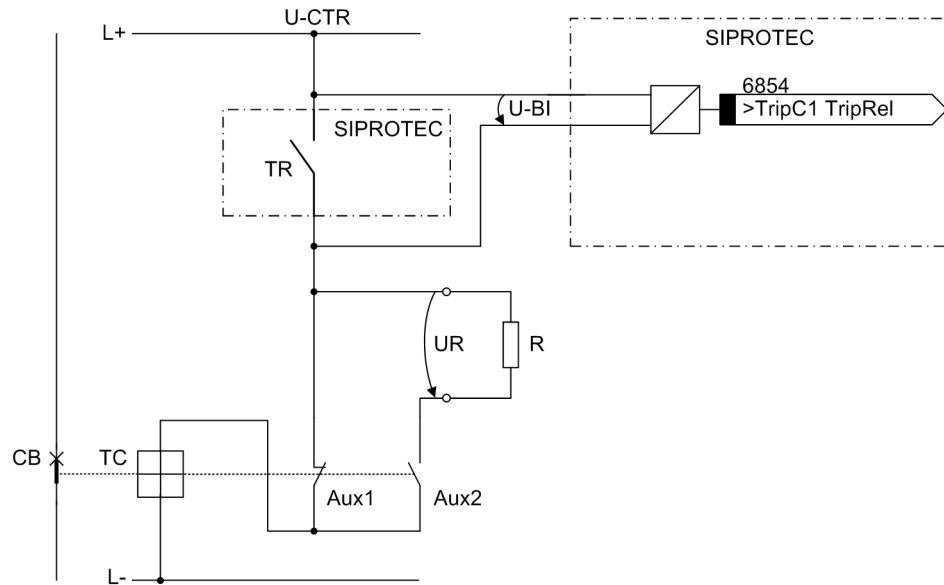 U-CTR
L+
SIPROTEC
6854
U-BI
>TripC1 TripRel
SIPROTEC
TR
UR
R
CB
TC
Aux1
Aux2
L-